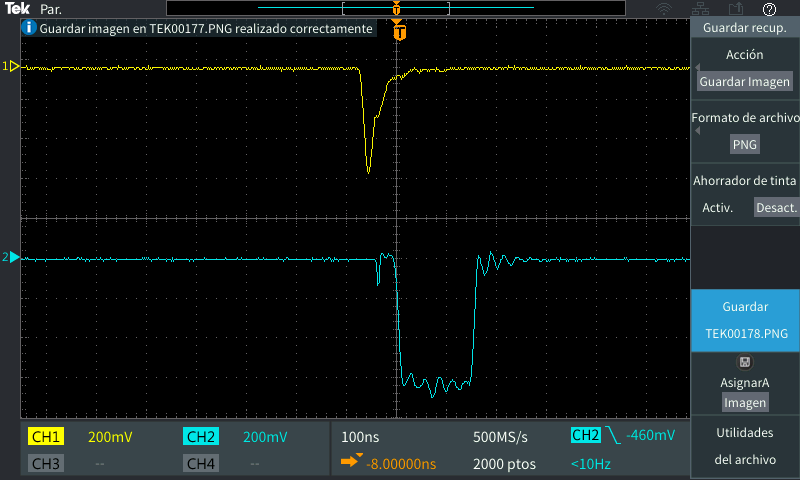 Tek Par.
T
?
i Guardar imagen en TEK00177.PNG realizado correctamente
T
1
2
Guardar recup.
Acción
Guardar Imagen
Formato de archivo
PNG
Ahorrador de tinta
Activ. Desact.
Guardar
TEK00178.PNG
AsignarA
Imagen
Utilidades
del archivo
CH1 200mV CH2 200mV 100ns 500MS/s CH2 -460mV
CH3 -- CH4 -- -8.00000ns 2000 ptos <10Hz